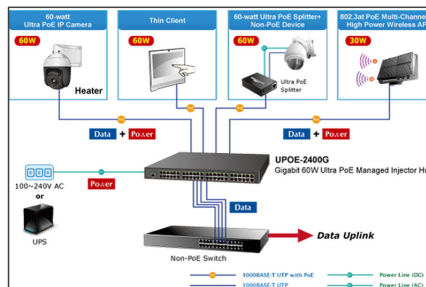 60-watt
Ultra PoE IP Camera
60W
Heater
Thin Client
60W
60-watt Ultra PoE Splitter+
Non-PoE Device
60W
Ultra PoE
Splitter
802.3at PoE Multi-Channel
High Power Wireless AP
30W
Data + Power
Data + Power
UPOE-2400G
Gigabit 60W Ultra PoE Managed Injector Hu
100~240V AC
or
UPS
Power
Data
Non-PoE Switch
Data Uplink
1000BASE-T UTP with PoE
Power Line (DC)
1000BASE-T UTP
Power Line (AC)